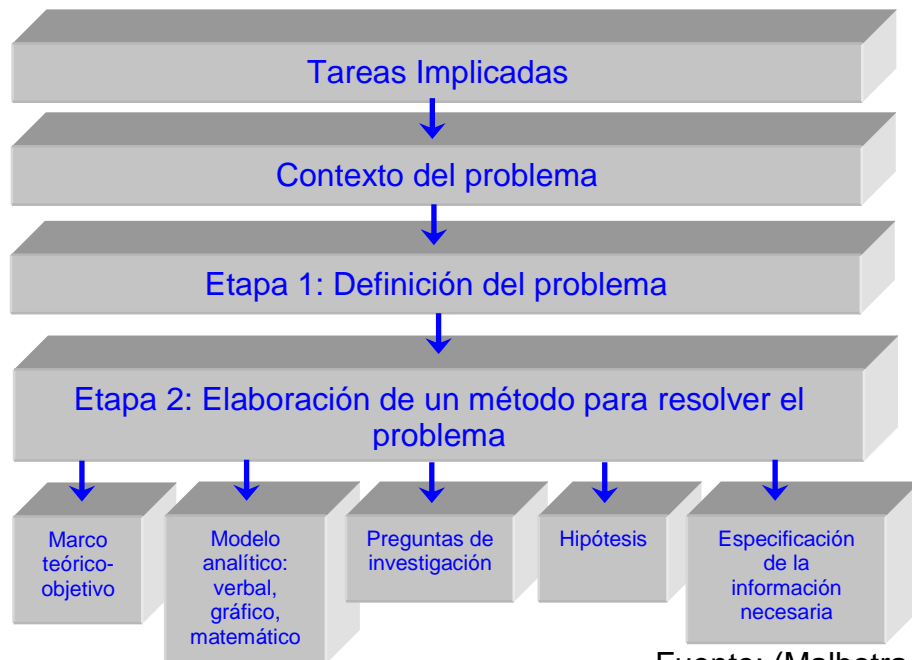 Tareas Implicadas
Contexto del problema
Etapa 1: Definición del problema
Etapa 2: Elaboración de un método para resolver el
problema
Marco
teórico-
objetivo
Modelo
analítico:
verbal,
gráfico,
matemático
Preguntas de
investigación
Hipótesis
Especificación
de la
información
necesaria
Fuente: (Malhotra